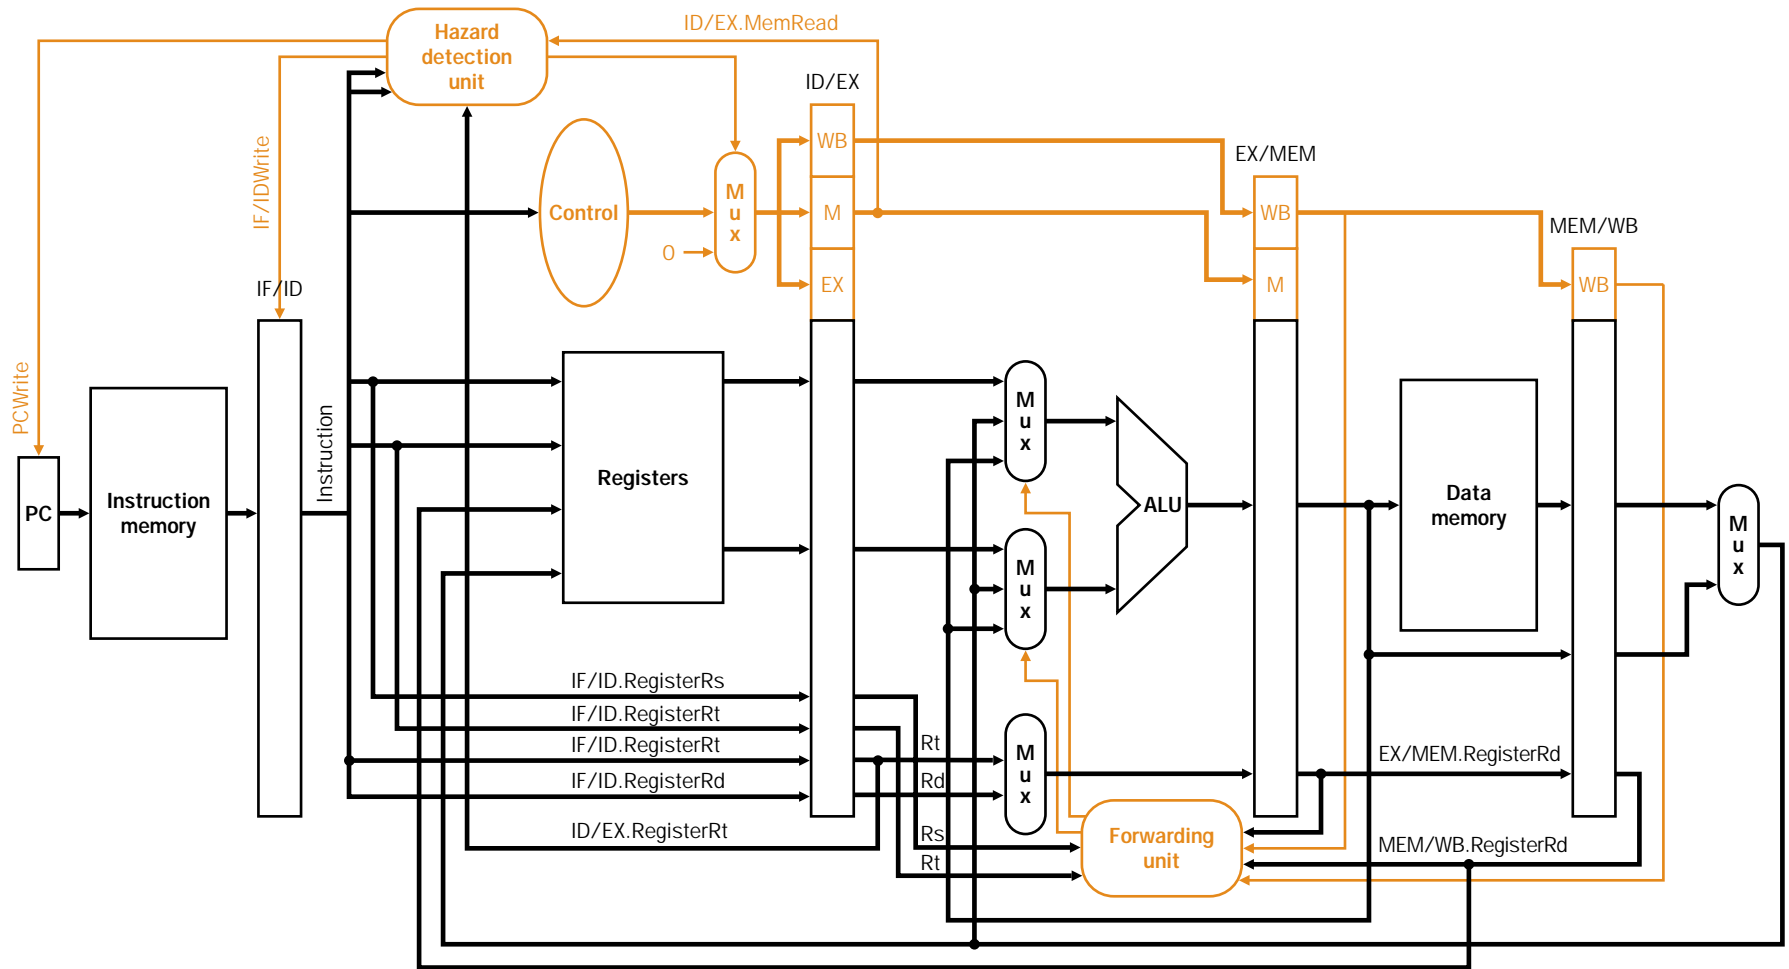 ID/EX.MemRead
Hazard
detection
unit
ID/EX
WB
M
EX
EX/MEM
WB
M
MEM/WB
WB
Control
M
u
x
0
IF/IDWrite
PCWrite
IF/ID
Instruction
PC
Instruction
memory
Registers
M
u
x
M
u
x
ALU
Data
memory
M
u
x
IF/ID.RegisterRs
IF/ID.RegisterRt
IF/ID.RegisterRt
IF/ID.RegisterRd
ID/EX.RegisterRt
Rt
Rd
Rs
Rt
M
u
x
EX/MEM.RegisterRd
Forwarding
unit
MEM/WB.RegisterRd